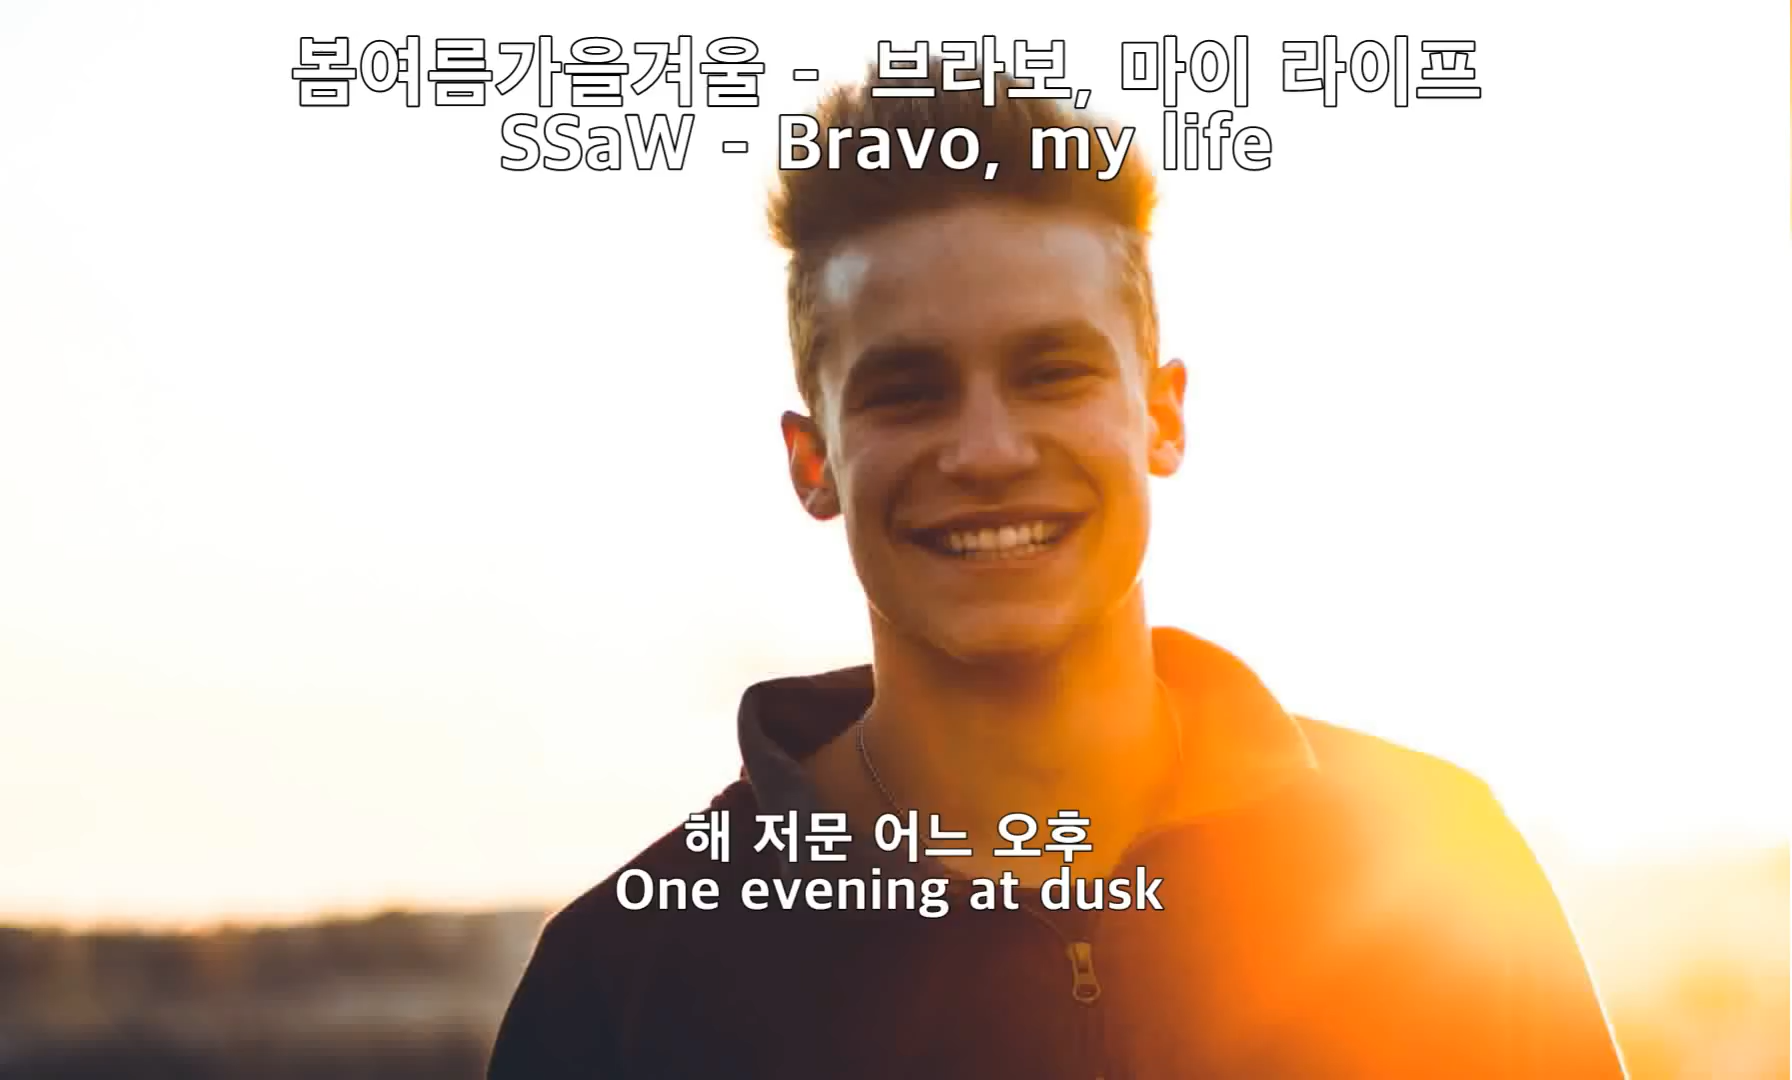 봄여름가을겨울 - 브라보, 마이 라이프
SSaW - Bravo, my life
해 저문 어느 오후
One evening at dusk